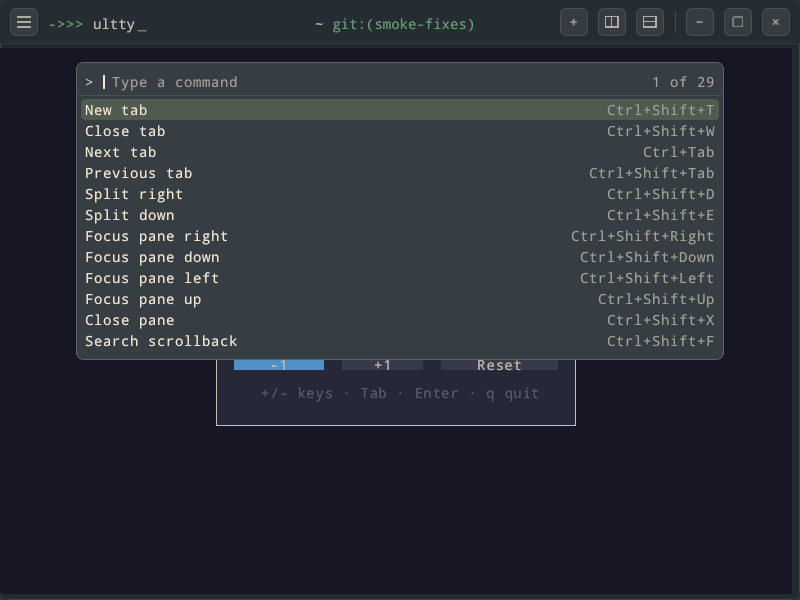 ->>> ultty_ ~ git:(smoke-fixes) + − ×
> Type a command 1 of 29
New tab Ctrl+Shift+T
Close tab Ctrl+Shift+W
Next tab Ctrl+Tab
Previous tab Ctrl+Shift+Tab
Split right Ctrl+Shift+D
Split down Ctrl+Shift+E
Focus pane right Ctrl+Shift+Right
Focus pane down Ctrl+Shift+Down
Focus pane left Ctrl+Shift+Left
Focus pane up Ctrl+Shift+Up
Close pane Ctrl+Shift+X
Search scrollback Ctrl+Shift+F
-1 +1 Reset
+/- keys · Tab · Enter · q quit